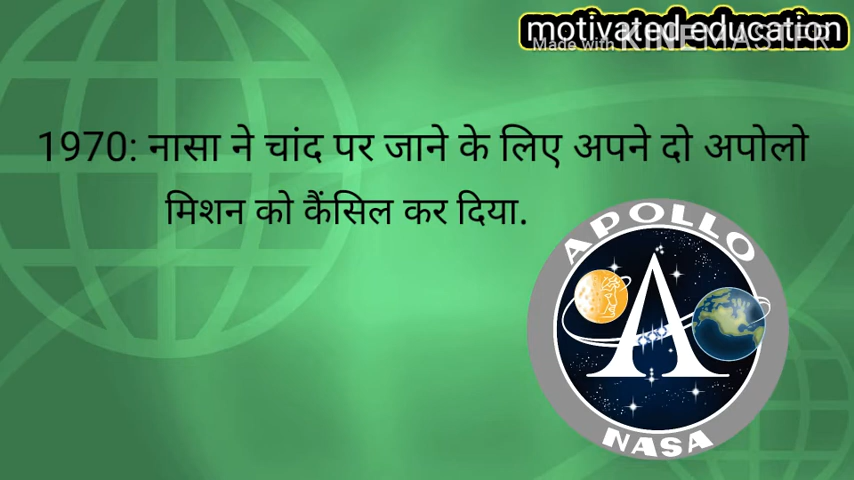 motivated education
Made with KINEMASTER
1970: नासा ने चांद पर जाने के लिए अपने दो अपोलो
मिशन को कैंसिल कर दिया.
APOLLO
NASA